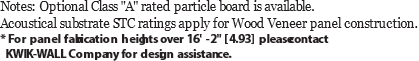 Notes: Optional Class "A" rated particle board is available.
Acoustical substrate STC ratings apply for Wood Veneer panel construction.
* For panel fabrication heights over 16' -2" [4.93] please contact
KWIK-WALL Company for design assistance.